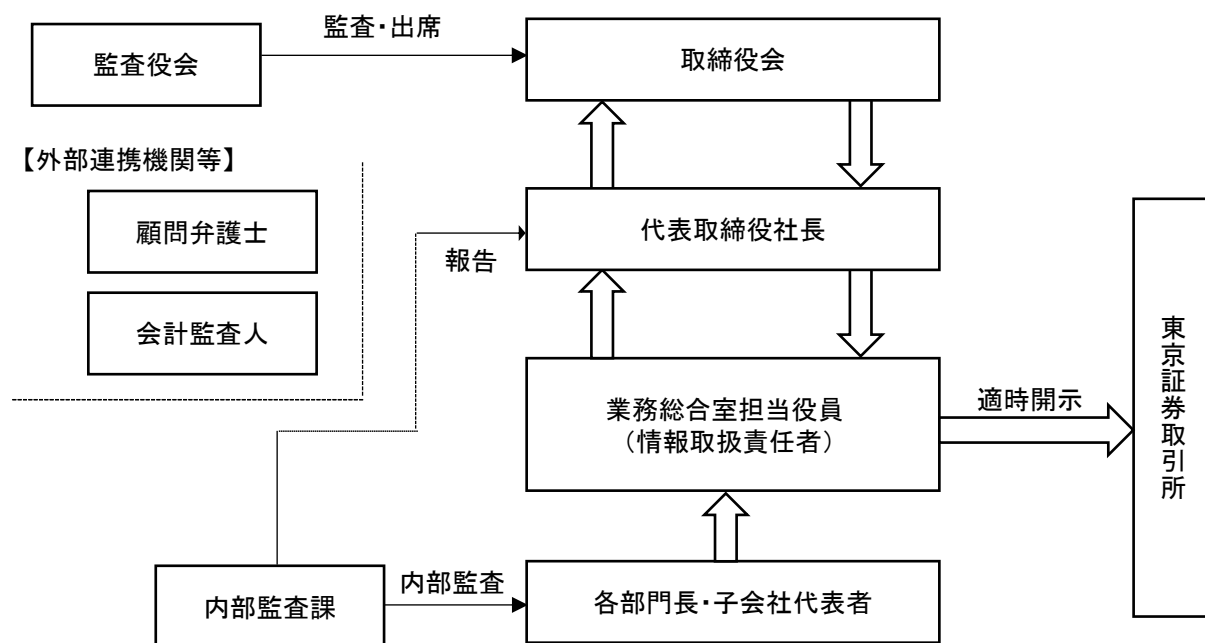 監査・出席
監査役会
取締役会
【外部連携機関等】
顧問弁護士
代表取締役社長
報告
会計監査人
東京証券取引所
業務総合室担当役員
（情報取扱責任者）
適時開示
内部監査
内部監査課
各部門長・子会社代表者